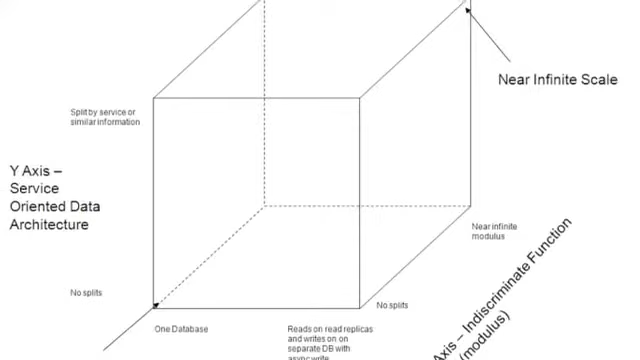 Near Infinite Scale
Split by service or
similar information
Y Axis –
Service
Oriented Data
Architecture
Near infinite
modulus
No splits
No splits
One Database
Reads on read replicas
and writes on on
separate DB with
async write
Axis – Indiscriminate Function
(modulus)